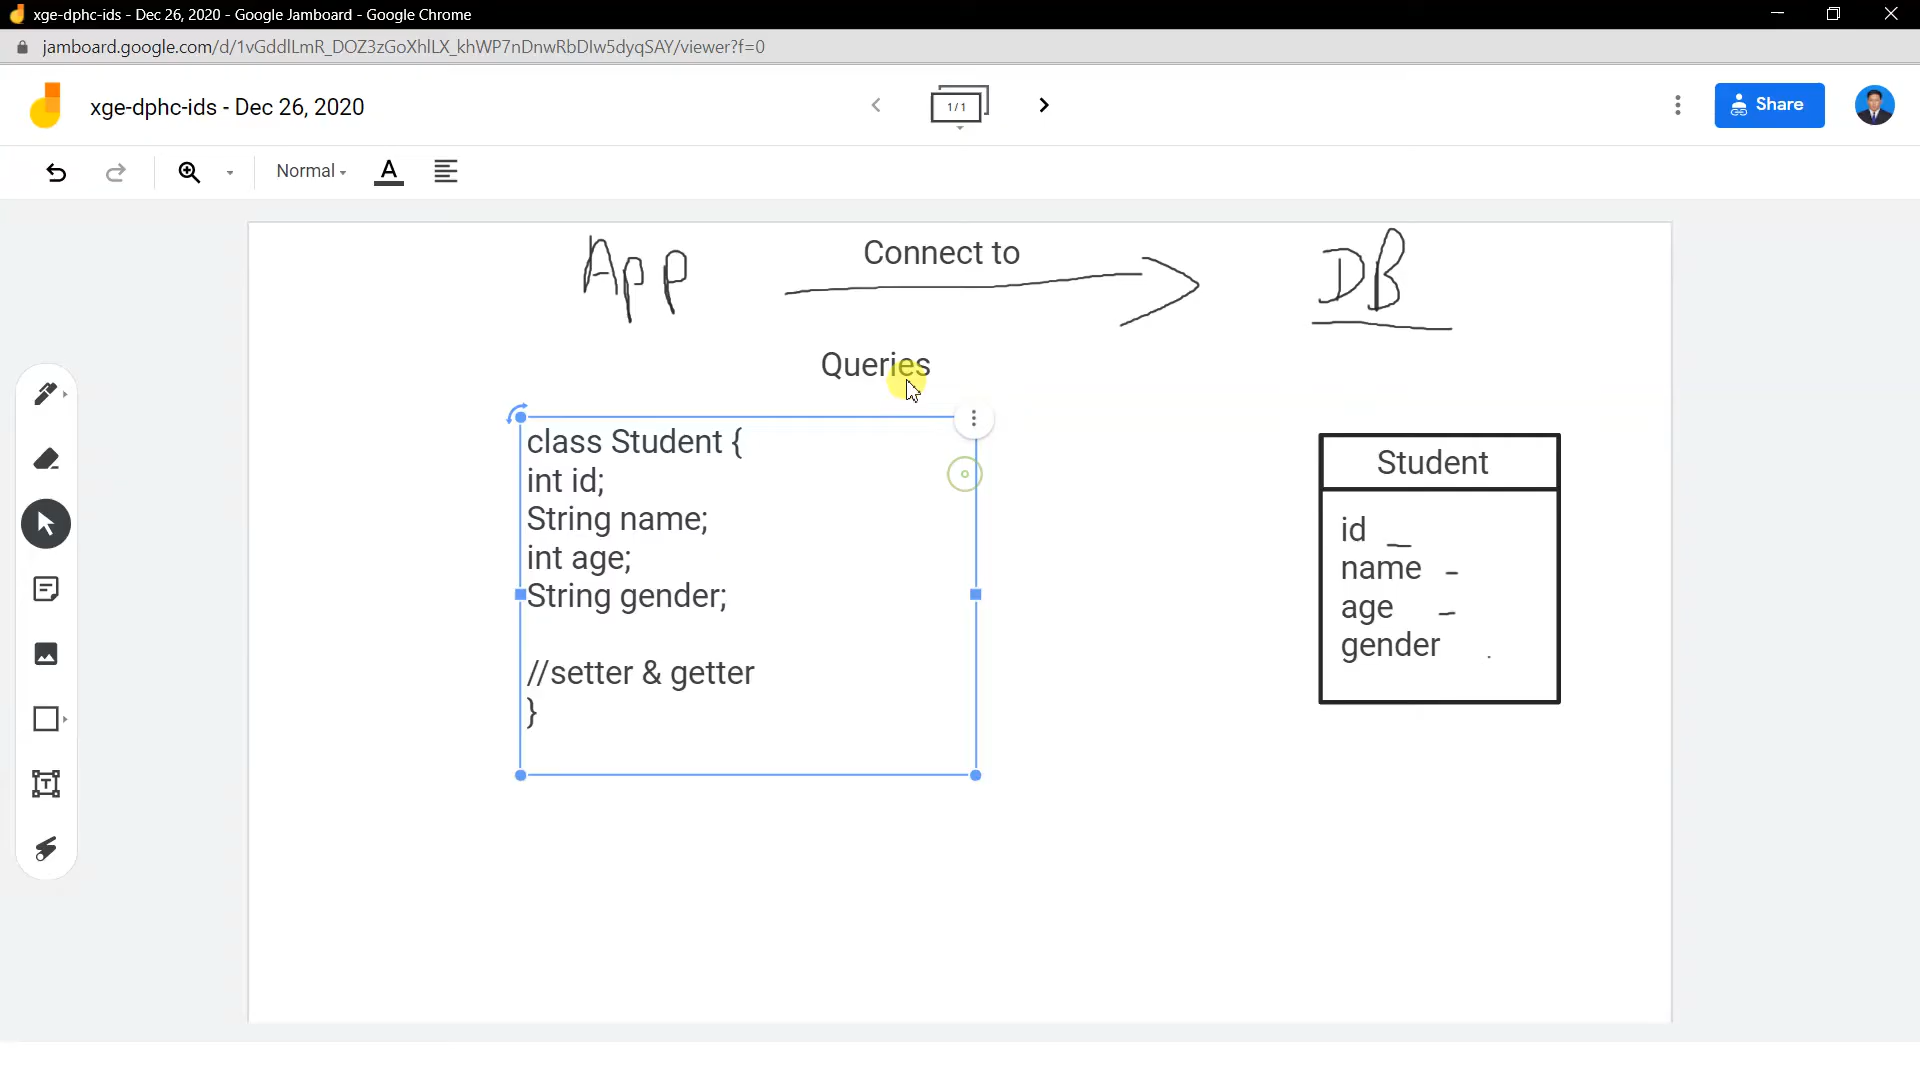 xge-dphc-ids - Dec 26, 2020 - Google Jamboard - Google Chrome
jamboard.google.com/d/1vGddlLmR_DOZ3zGoXhlLX_khWP7nDnwRbDIw5dyqSAY/viewer?f=0
xge-dphc-ids - Dec 26, 2020
1/1
Share
Normal
A
App
Connect to
DB
Queries
class Student {
int id;
String name;
int age;
String gender;
//setter & getter
}
Student
id
name
age
gender